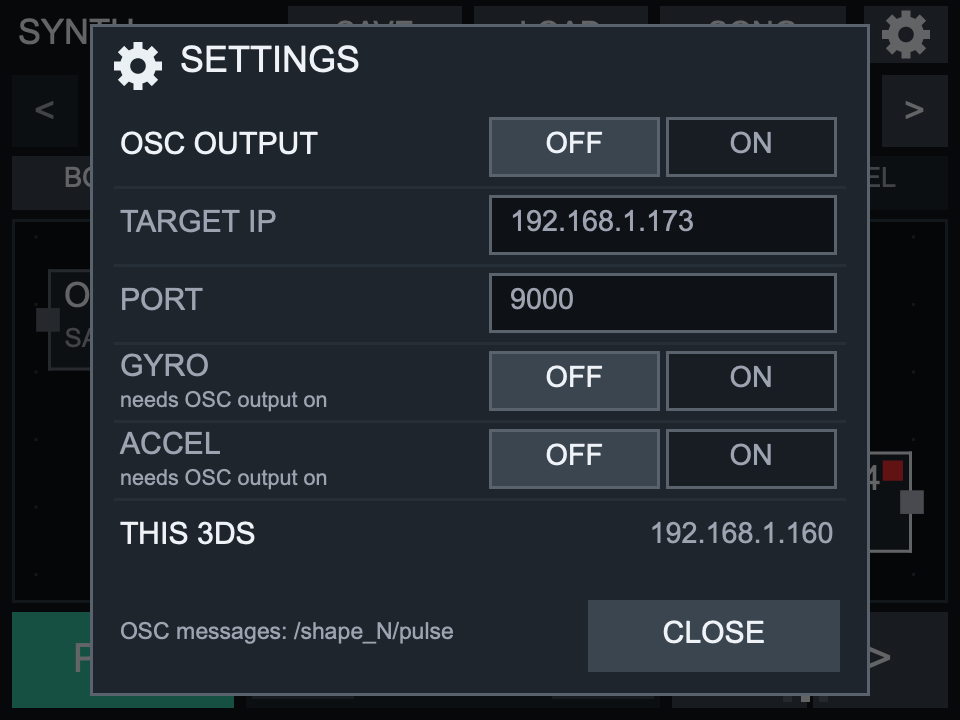 SETTINGS
OSC OUTPUT OFF ON
TARGET IP 192.168.1.173
PORT 9000
GYRO OFF ON
needs OSC output on
ACCEL OFF ON
needs OSC output on
THIS 3DS 192.168.1.160
OSC messages: /shape_N/pulse
CLOSE
<
>